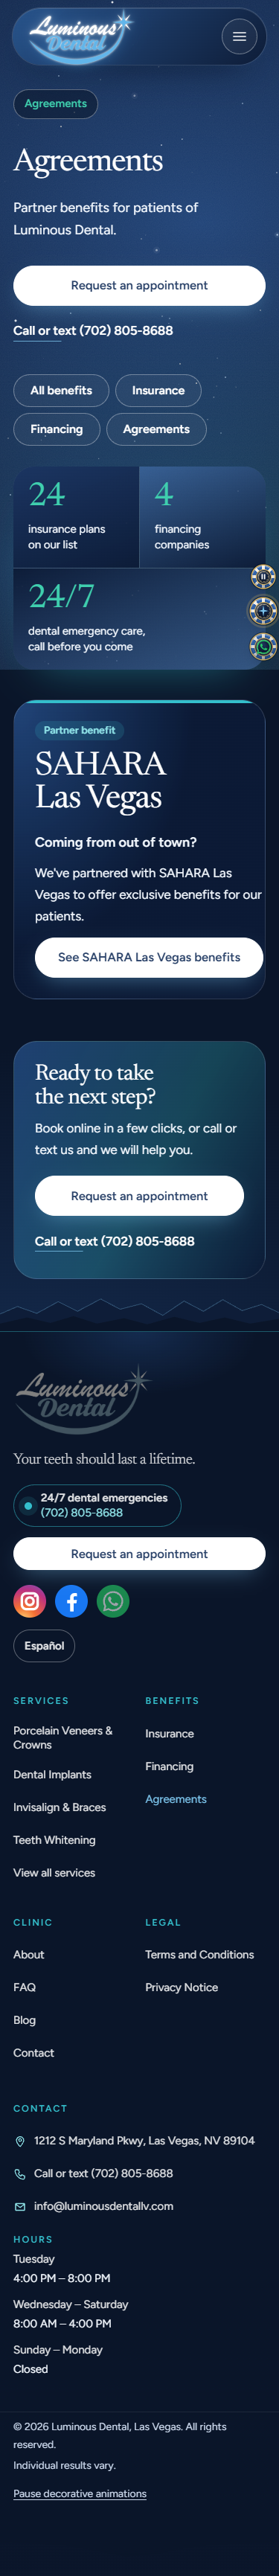 Luminous
Dental
Agreements
Agreements
Partner benefits for patients of
Luminous Dental.
Request an appointment
Call or text (702) 805-8688
All benefits
Insurance
Financing
Agreements
24
insurance plans
on our list
4
financing
companies
24/7
dental emergency care,
call before you come
Partner benefit
SAHARA
Las Vegas
Coming from out of town?
We've partnered with SAHARA Las
Vegas to offer exclusive benefits for our
patients.
See SAHARA Las Vegas benefits
Ready to take
the next step?
Book online in a few clicks, or call or
text us and we will help you.
Request an appointment
Call or text (702) 805-8688
Luminous
Dental
Your teeth should last a lifetime.
24/7 dental emergencies
(702) 805-8688
Request an appointment
Español
SERVICES
Porcelain Veneers &
Crowns
Dental Implants
Invisalign & Braces
Teeth Whitening
View all services
BENEFITS
Insurance
Financing
Agreements
CLINIC
About
FAQ
Blog
Contact
LEGAL
Terms and Conditions
Privacy Notice
CONTACT
1212 S Maryland Pkwy, Las Vegas, NV 89104
Call or text (702) 805-8688
info@luminousdentallv.com
HOURS
Tuesday
4:00 PM – 8:00 PM
Wednesday – Saturday
8:00 AM – 4:00 PM
Sunday – Monday
Closed
© 2026 Luminous Dental, Las Vegas. All rights
reserved.
Individual results vary.
Pause decorative animations